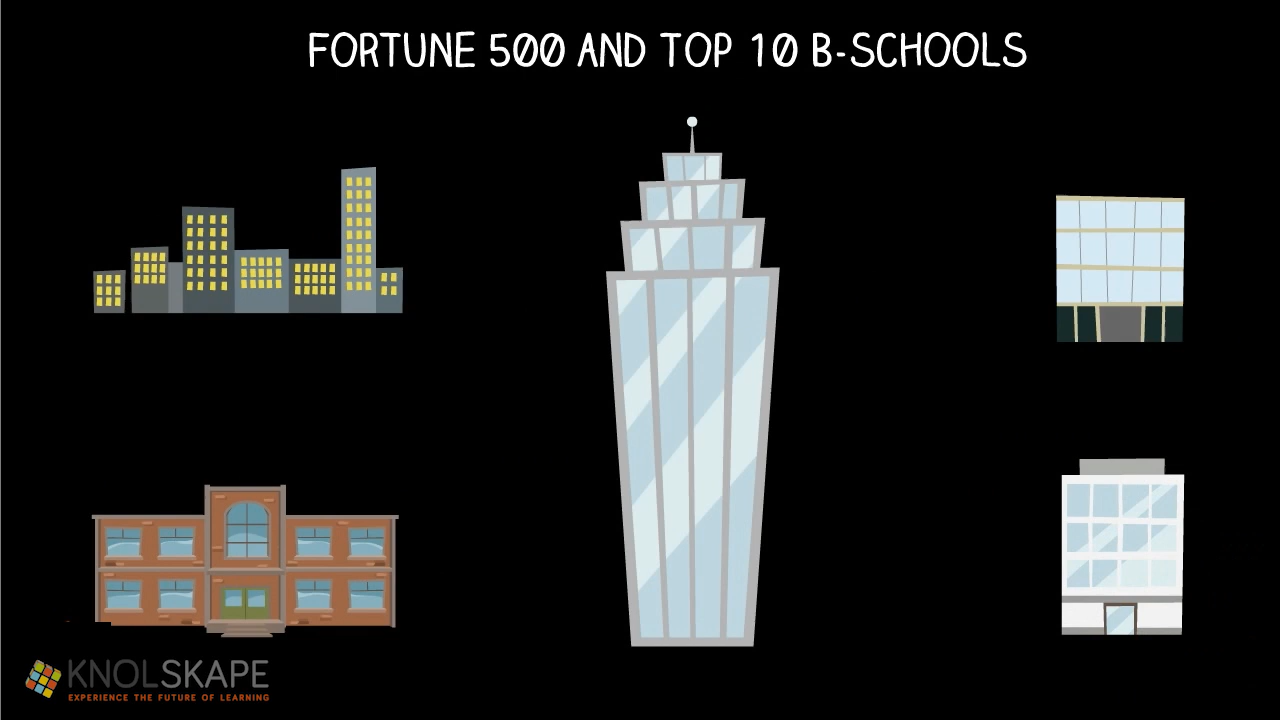 FORTUNE 500 AND TOP 10 B-SCHOOLS
KNOLSKAPE
EXPERIENCE THE FUTURE OF LEARNING